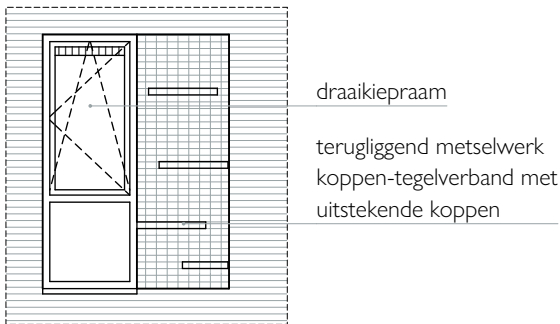 draaikiepraam
terugliggend metselwerk
koppen-tegelverband met
uitstekende koppen